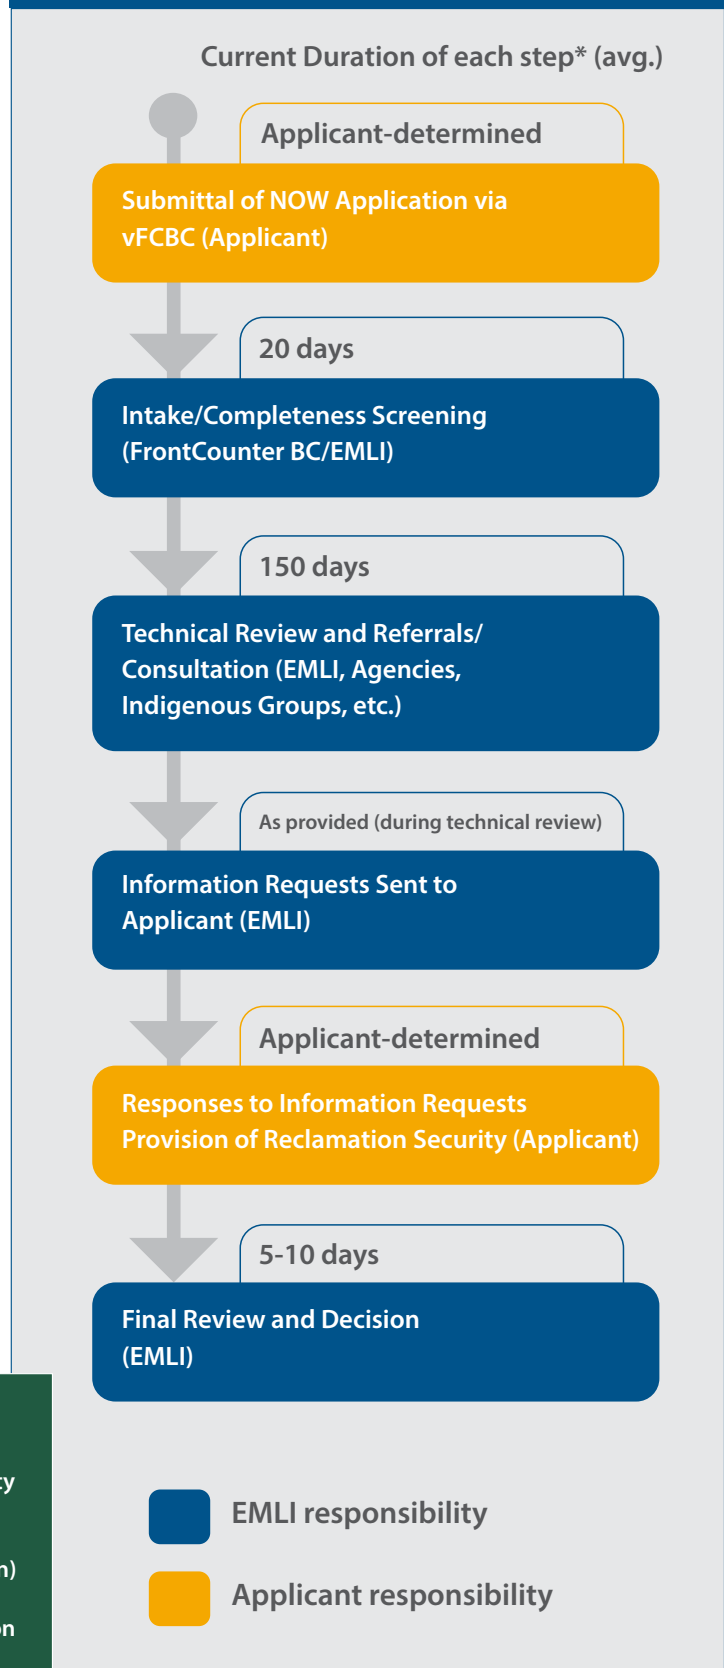 Current Duration of each step* (avg.)
Applicant-determined
Submittal of NOW Application via
vFCBC (Applicant)
20 days
Intake/Completeness Screening
(FrontCounter BC/EMLI)
150 days
Technical Review and Referrals/
Consultation (EMLI, Agencies,
Indigenous Groups, etc.)
As provided (during technical review)
Information Requests Sent to
Applicant (EMLI)
Applicant-determined
Responses to Information Requests
Provision of Reclamation Security (Applicant)
5-10 days
Final Review and Decision
(EMLI)
EMLI responsibility
Applicant responsibility